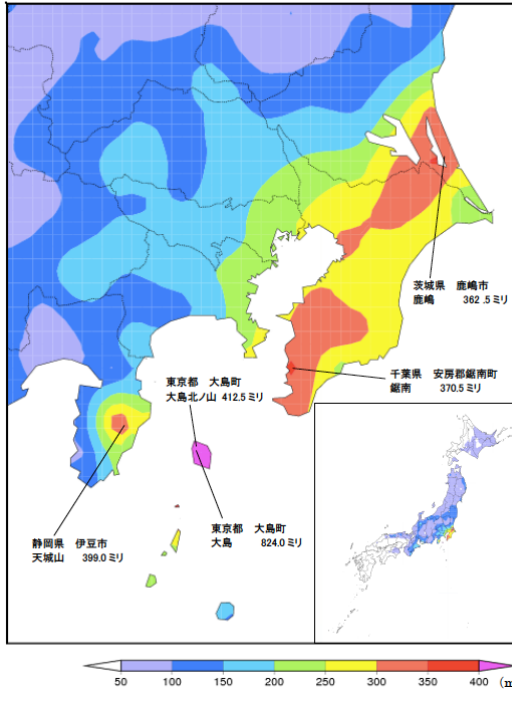 茨城県　鹿嶋市
鹿嶋　　362 .5ミリ
千葉県　安房郡鋸南町
鋸南　　370.5ミリ
東京都　大島町
大島北ノ山　412.5ミリ
東京都　大島町
大島　　824.0ミリ
静岡県　伊豆市
天城山　399.0ミリ
50 100 150 200 250 300 350 400 (m